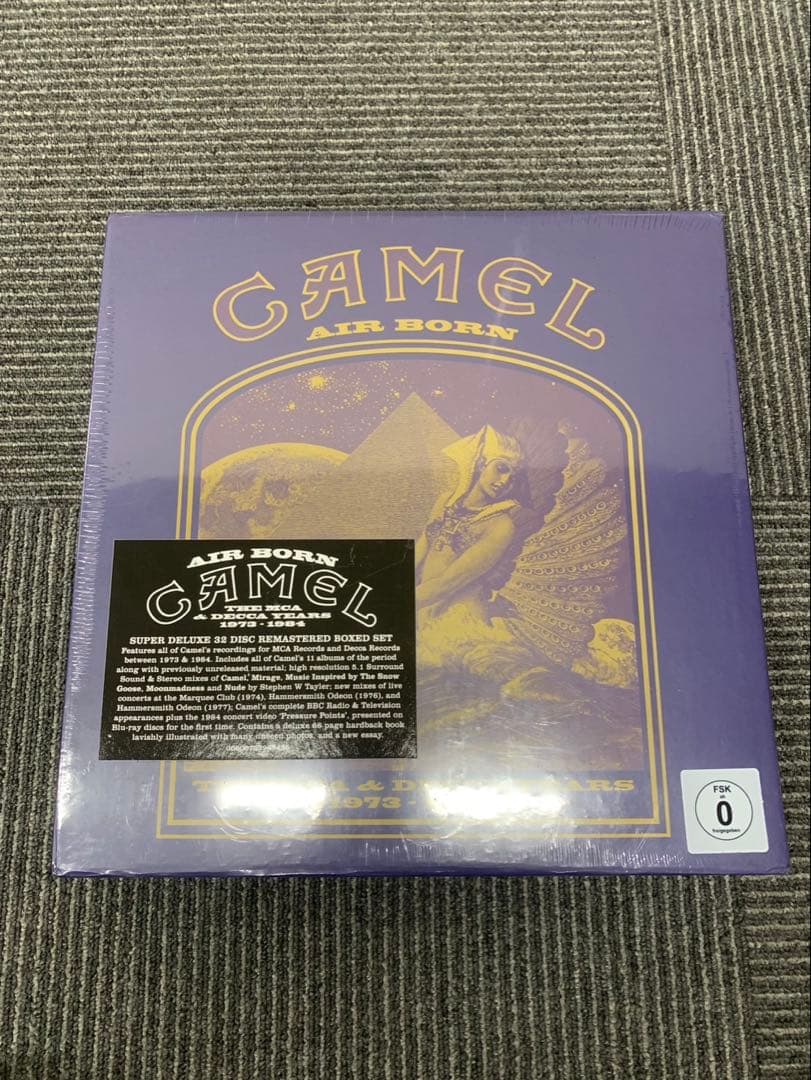 CAMEL
AIR BORN
AIR BORN
CAMEL
THE MCA
& DECCA YEARS
1973 - 1984
SUPER DELUXE 32 DISC REMASTERED BOXED SET
Features all of Camel's recordings for MCA Records and Decca Records
between 1973 & 1984. Includes all of Camel's 11 albums of the period
along with previously unreleased material; high resolution 5.1 Surround
Sound & Stereo mixes of Camel, Mirage, Music Inspired by The Snow
Goose, Moonmadness and Nude by Stephen W Tayler; new mixes of live
concerts at the Marquee Club (1974), Hammersmith Odeon (1976), and
Hammersmith Odeon (1977); Camel's complete BBC Radio & Television
appearances plus the 1984 concert video 'Pressure Points', presented on
Blu-ray discs for the first time. Contains a deluxe page hardback book
lavishly illustrated with many unseen photos, and a new essay.
& YEARS
1973 -
FSK
ab
0
freigegeben